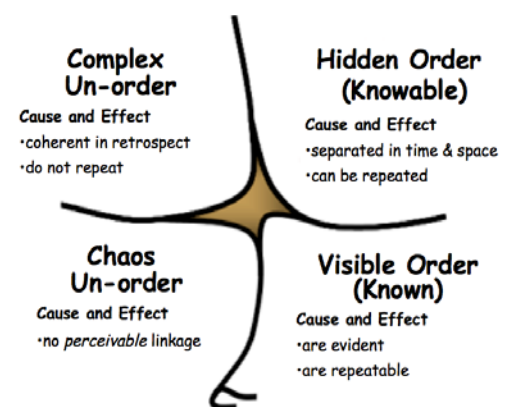 Complex
Un-order
Cause and Effect
•coherent in retrospect
•do not repeat
Hidden Order
(Knowable)
Cause and Effect
•separated in time & space
•can be repeated
Chaos
Un-order
Cause and Effect
•no perceivable linkage
Visible Order
(Known)
Cause and Effect
•are evident
•are repeatable